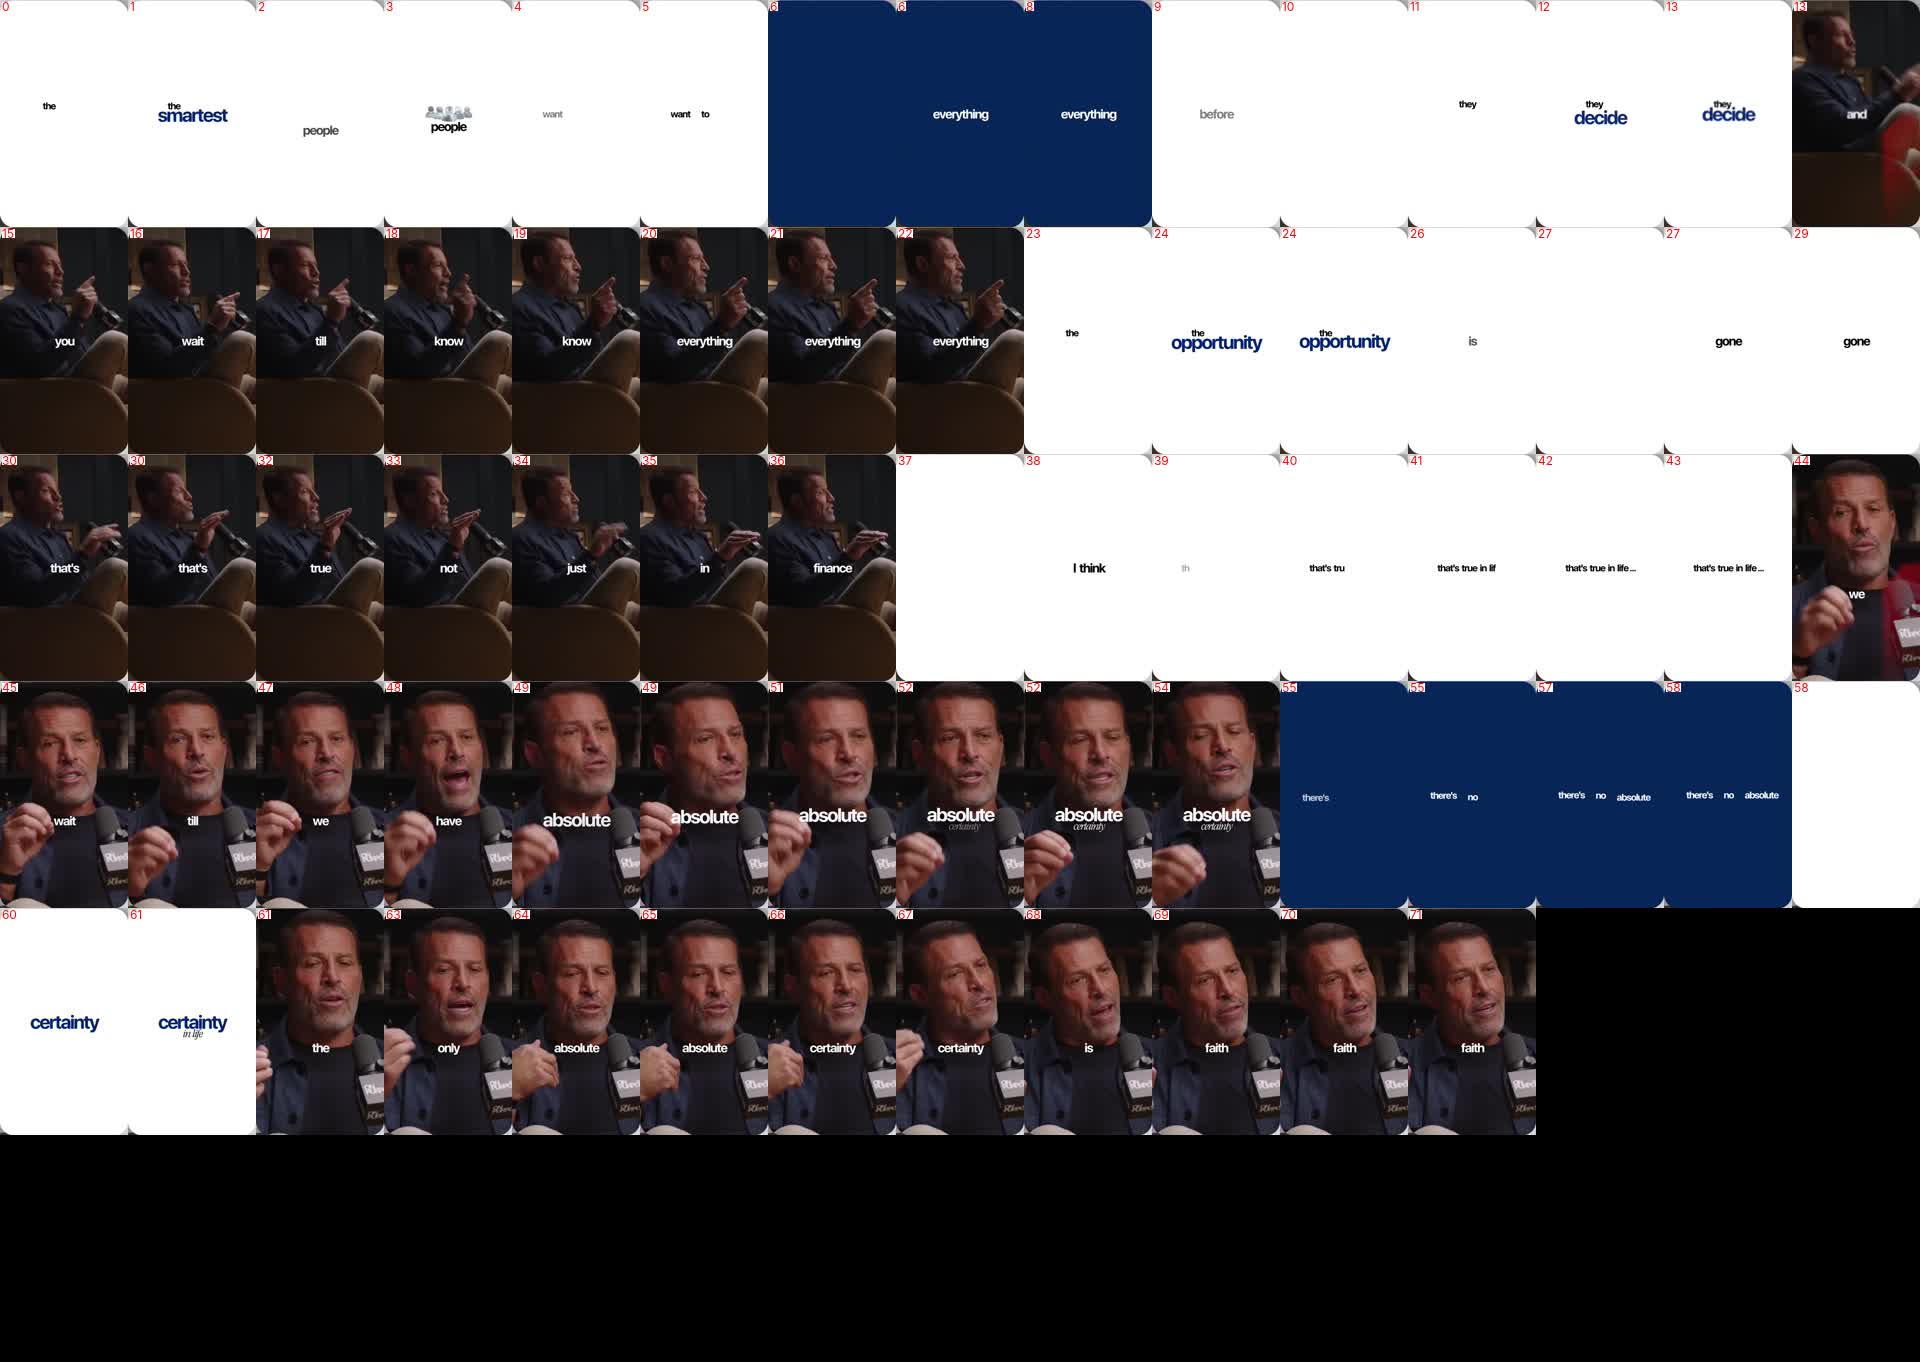 0
1
2
3
4
5
6
6
8
9
10
11
12
13
13
the
the
smartest
people
people
want
want to
everything
everything
before
they
they
decide
they
decide
and
15
16
17
18
19
20
21
22
23
24
24
26
27
27
29
you
wait
till
know
know
everything
everything
everything
the
the
opportunity
the
opportunity
is
gone
gone
30
30
32
33
34
35
36
37
38
39
40
41
42
43
44
that's
that's
true
not
just
in
finance
I think
th
that's tru
that's true in lif
that's true in life...
that's true in life...
we
45
46
47
48
49
49
51
52
52
54
55
55
57
58
58
wait
till
we
have
absolute
absolute
absolute
absolute
certainty
absolute
certainty
absolute
certainty
there's
there's no
there's no absolute
there's no absolute
60
61
61
63
64
65
66
67
68
69
70
71
certainty
certainty
in life
the
only
absolute
absolute
certainty
certainty
is
faith
faith
faith